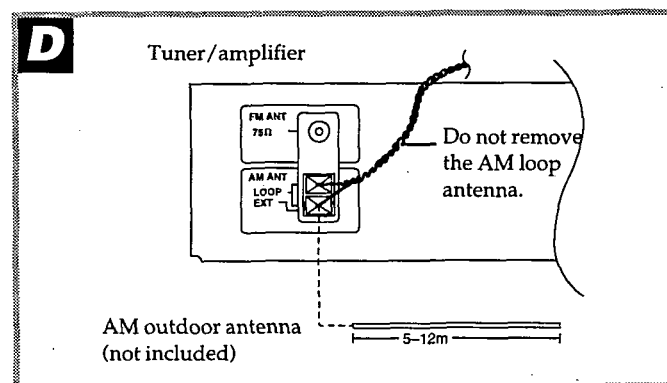 D
Tuner/amplifier
FM ANT
75Ω
Do not remove
the AM loop
antenna.
AM ANT
LOOP
EXT
AM outdoor antenna
(not included)
5–12m